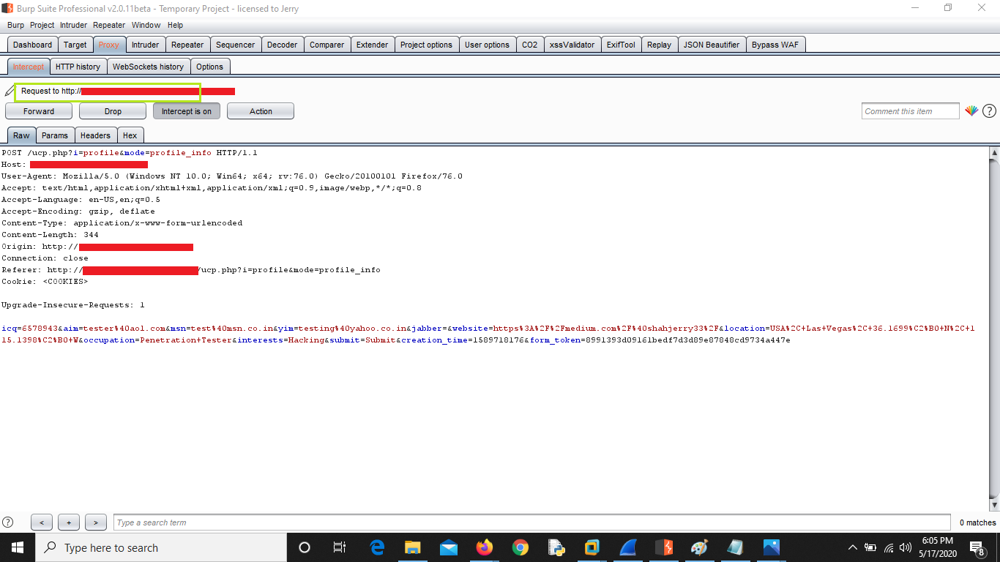 Burp Suite Professional v2.0.11beta - Temporary Project - licensed to Jerry
Burp Project Intruder Repeater Window Help
Dashboard Target Proxy Intruder Repeater Sequencer Decoder Comparer Extender Project options User options CO2 xssValidator ExifTool Replay JSON Beautifier Bypass WAF
Intercept HTTP history WebSockets history Options
Request to http://
Forward Drop Intercept is on Action Comment this item ?
Raw Params Headers Hex
POST /ucp.php?i=profile&mode=profile_info HTTP/1.1
Host:
User-Agent: Mozilla/5.0 (Windows NT 10.0; Win64; x64; rv:76.0) Gecko/20100101 Firefox/76.0
Accept: text/html,application/xhtml+xml,application/xml;q=0.9,image/webp,*/*;q=0.8
Accept-Language: en-US,en;q=0.5
Accept-Encoding: gzip, deflate
Content-Type: application/x-www-form-urlencoded
Content-Length: 344
Origin: http://
Connection: close
Referer: http:// /ucp.php?i=profile&mode=profile_info
Cookie: <COOKIES>
Upgrade-Insecure-Requests: 1
icq=6578943&aim=tester%40aol.com&msn=test%40msn.co.in&yim=testing%40yahoo.co.in&jabber=&website=https%3A%2F%2Fmedium.com%2F%40shahjerry33%2F&location=USA%2C+Las+Vegas%2C+36.1699%C2%B0+N%2C+1
15.1398%C2%B0+W&occupation=Penetration+Tester&interests=Hacking&submit=Submit&creation_time=1589718176&form_token=8991393d09161bedf7d3d89e87848cd9734a447e
? < + > Type a search term 0 matches
Type here to search 6:05 PM
5/17/2020 8